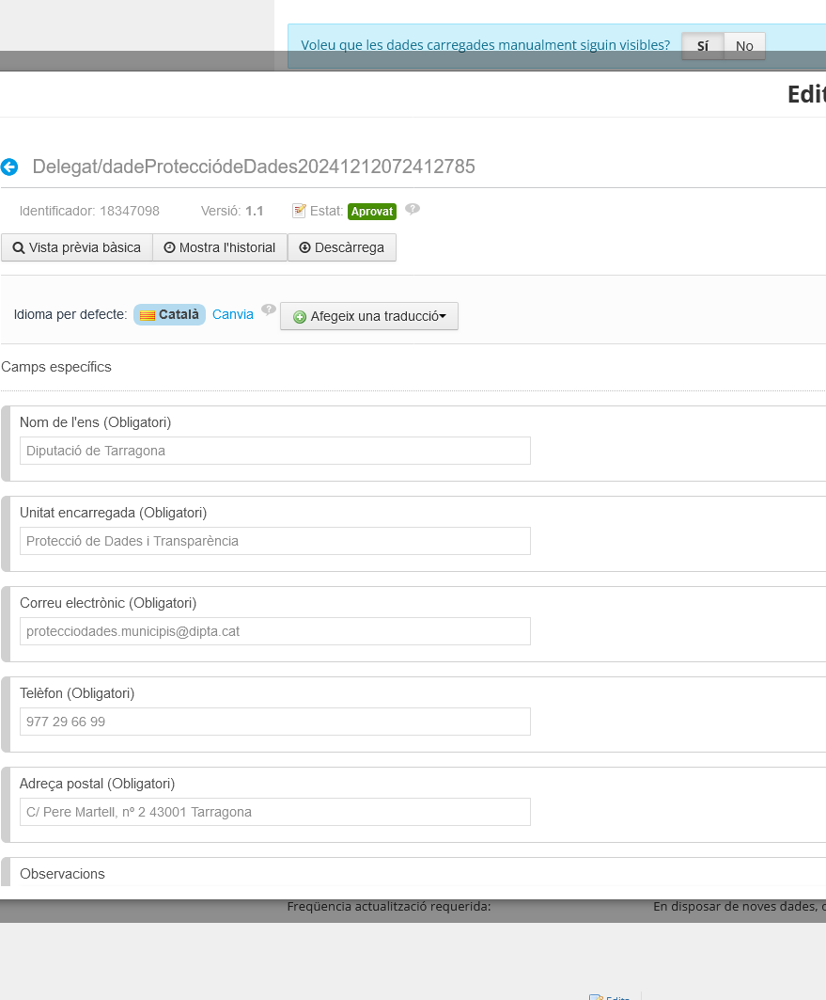 Voleu que les dades carregades manualment siguin visibles? Sí No
Delegat/dadeProtecciódeDades20241212072412785
Identificador: 18347098 Versió: 1.1 Estat: Aprovat
Vista prèvia bàsica Mostra l'historial Descàrrega
Idioma per defecte: Català Canvia Afegeix una traducció
Camps específics
Nom de l'ens (Obligatori)
Diputació de Tarragona
Unitat encarregada (Obligatori)
Protecció de Dades i Transparència
Correu electrònic (Obligatori)
protecciodades.municipis@dipta.cat
Telèfon (Obligatori)
977 29 66 99
Adreça postal (Obligatori)
C/ Pere Martell, nº 2 43001 Tarragona
Observacions
Freqüencia actualització requerida: En disposar de noves dades,